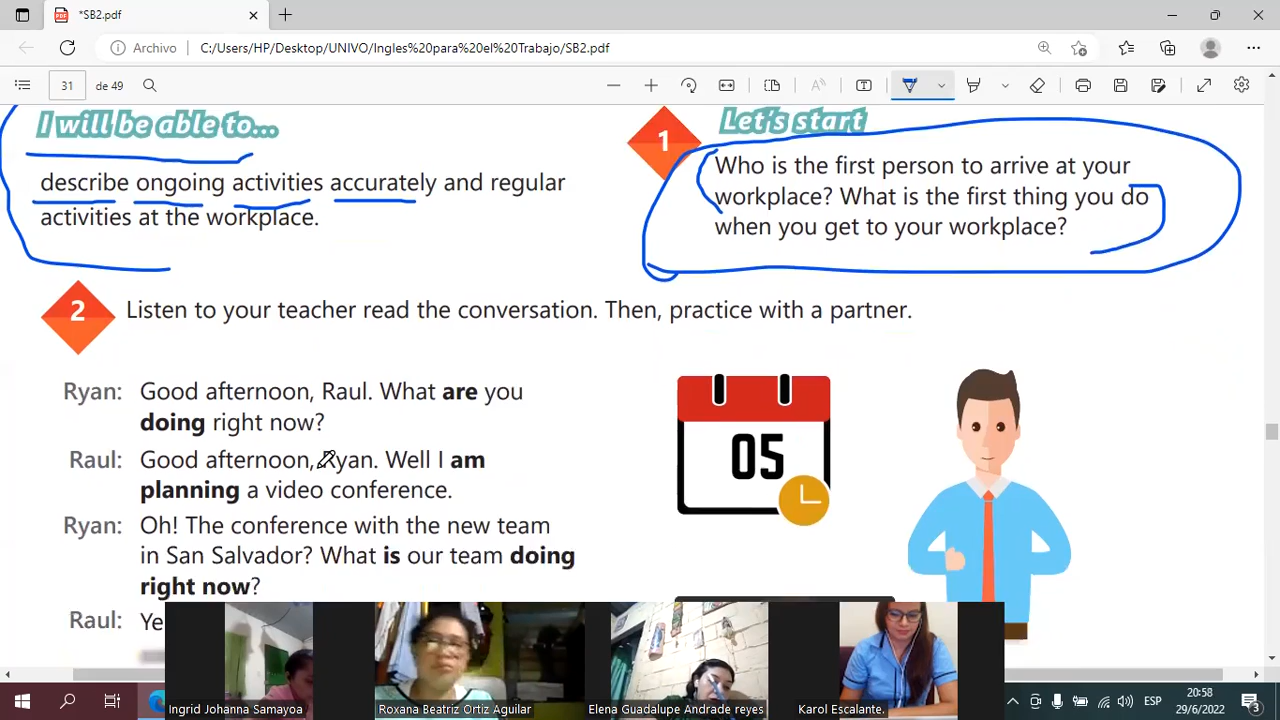 *SB2.pdf
Archivo
C:/Users/HP/Desktop/UNIVO/Ingles%20para%20el%20Trabajo/SB2.pdf
31
de 49
I will be able to...
describe ongoing activities accurately and regular
activities at the workplace.
1
Let's start
Who is the first person to arrive at your
workplace? What is the first thing you do
when you get to your workplace?
2
Listen to your teacher read the conversation. Then, practice with a partner.
Ryan: Good afternoon, Raul. What are you
doing right now?
Raul: Good afternoon, Ryan. Well I am
planning a video conference.
Ryan: Oh! The conference with the new team
in San Salvador? What is our team doing
right now?
Raul: Ye
05
Ingrid Johanna Samayoa
Roxana Beatriz Ortiz Aguilar
Elena Guadalupe Andrade reyes
Karol Escalante.
ESP
20:58
29/6/2022
3